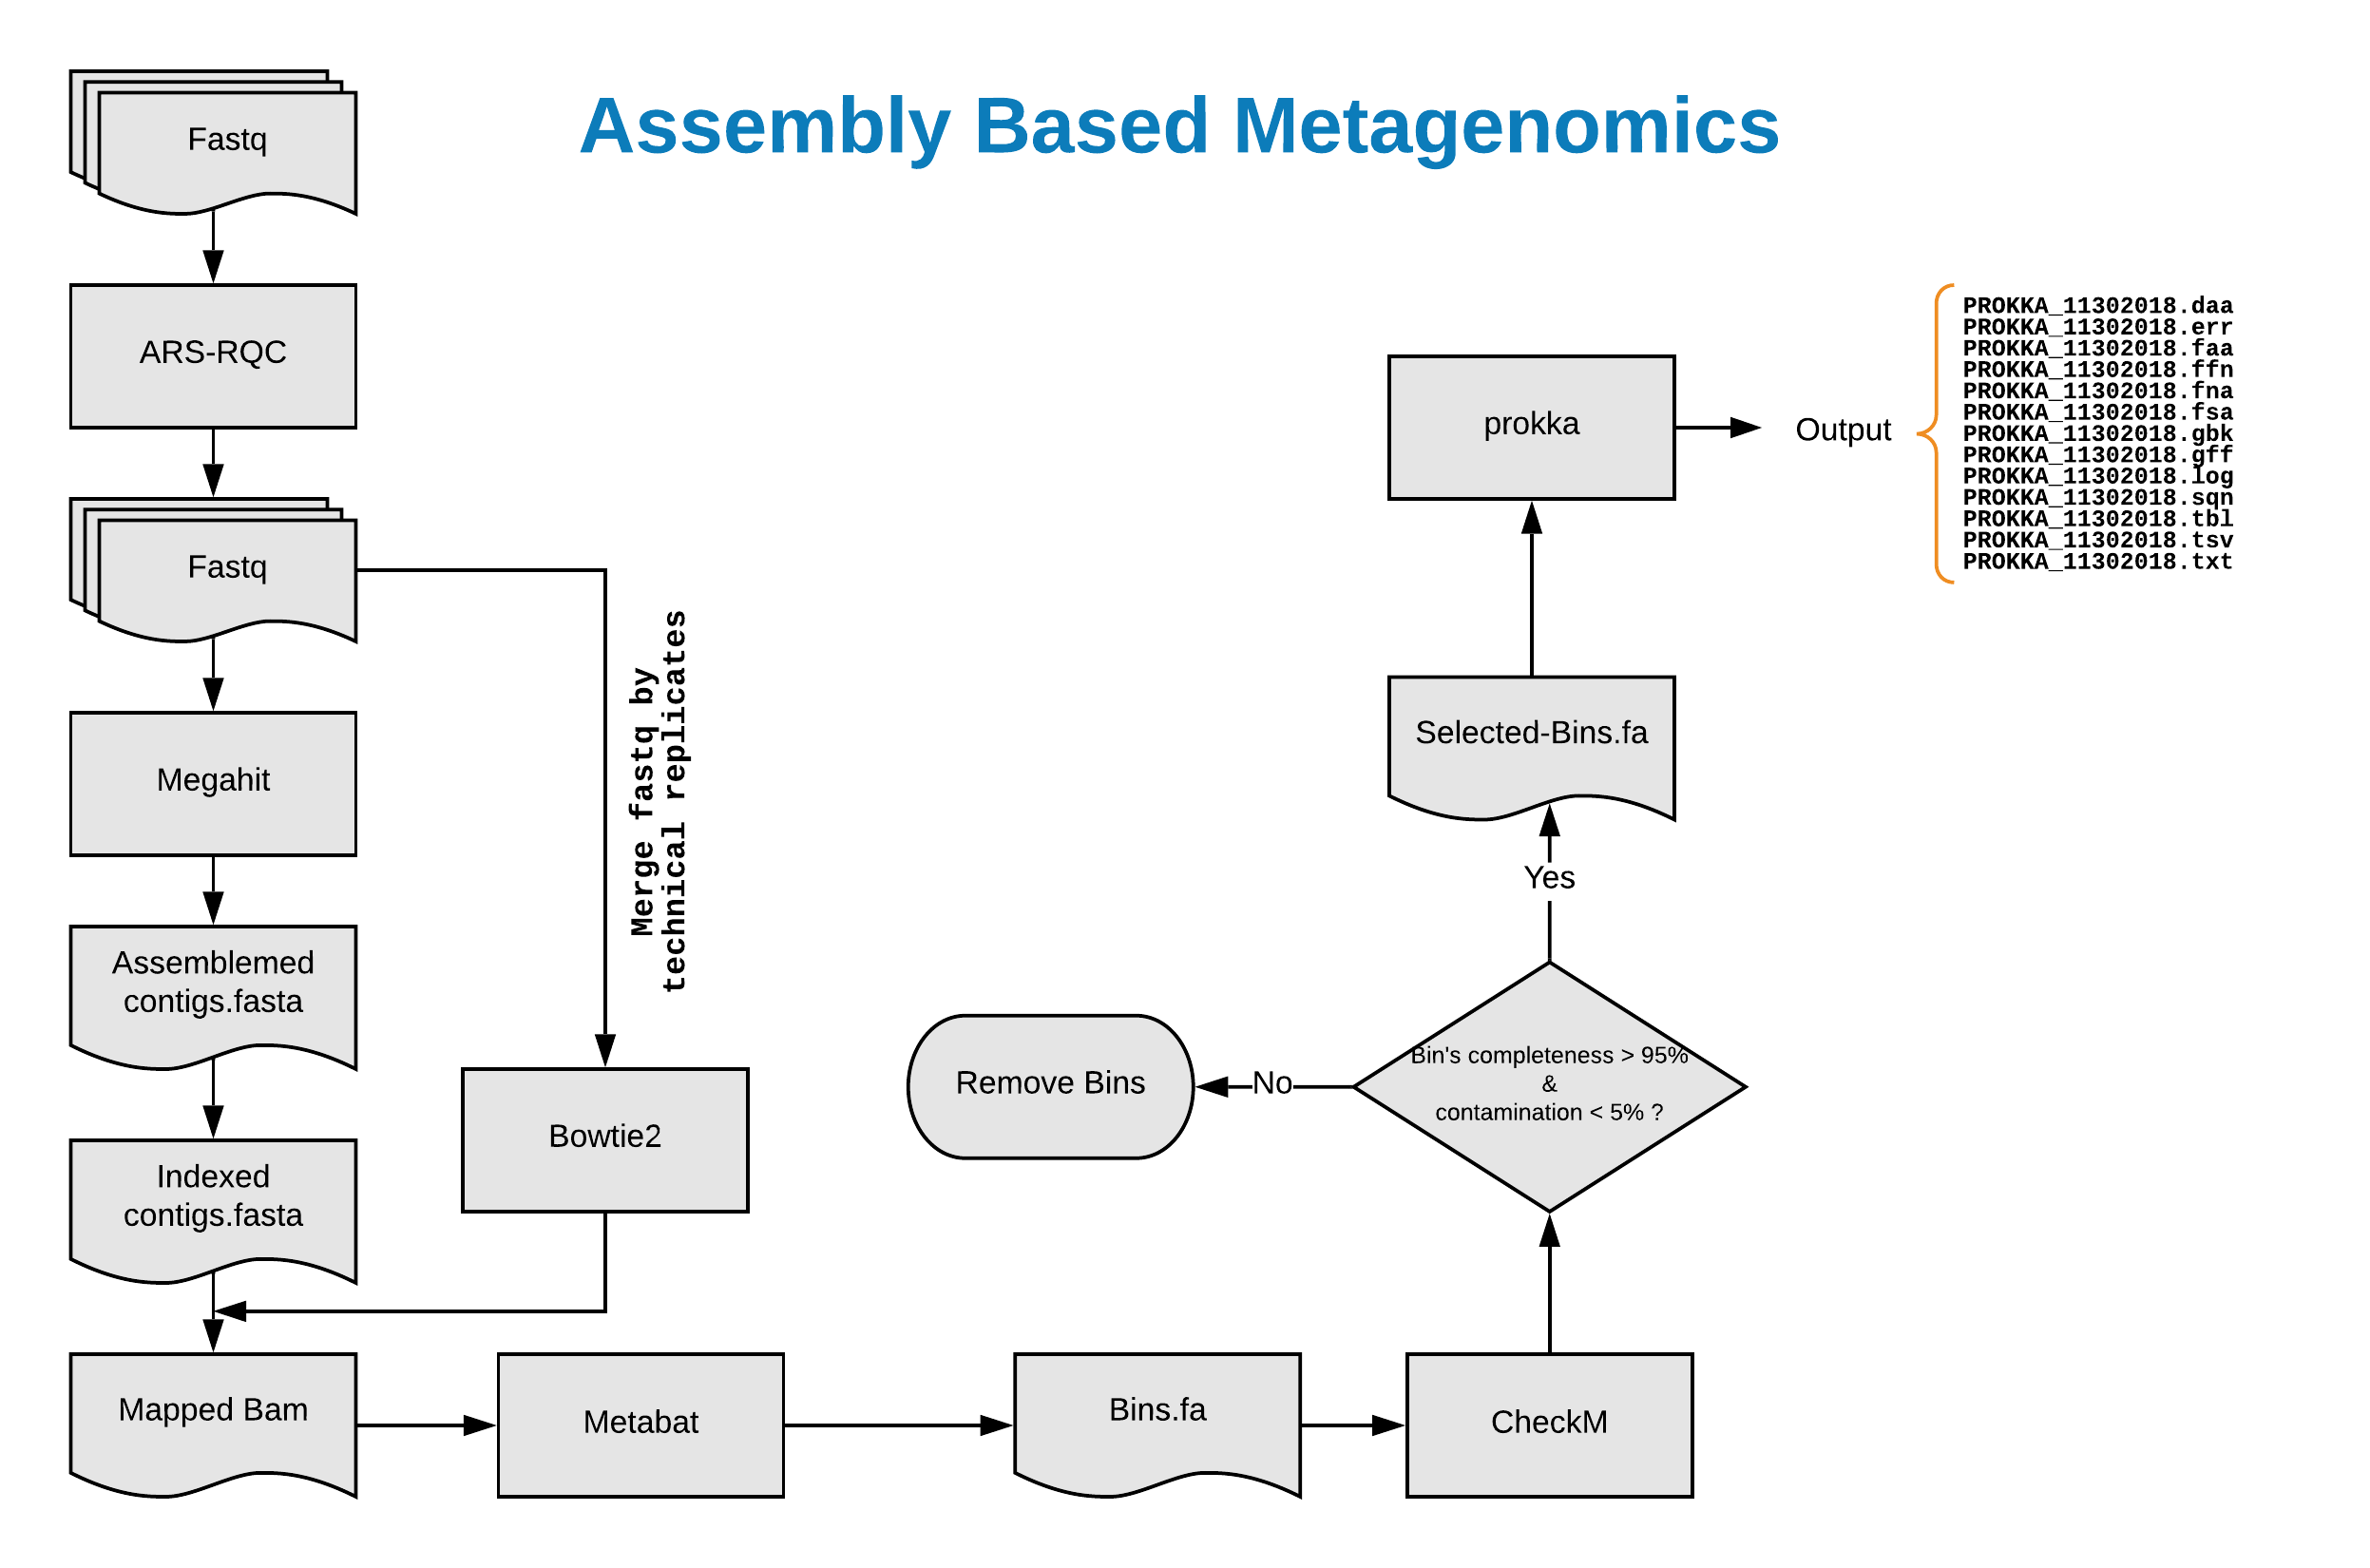 Assembly Based Metagenomics
Fastq
ARS-RQC
Fastq
Merge fastq by
technical replicates
Megahit
Assemblemed
contigs.fasta
Indexed
contigs.fasta
Bowtie2
Mapped Bam
Metabat
Bins.fa
CheckM
Bin's completeness > 95%
&
contamination < 5% ?
No
Remove Bins
Yes
Selected-Bins.fa
prokka
Output
PROKKA_11302018.daa
PROKKA_11302018.err
PROKKA_11302018.faa
PROKKA_11302018.ffn
PROKKA_11302018.fna
PROKKA_11302018.fsa
PROKKA_11302018.gbk
PROKKA_11302018.gff
PROKKA_11302018.log
PROKKA_11302018.sqn
PROKKA_11302018.tbl
PROKKA_11302018.tsv
PROKKA_11302018.txt